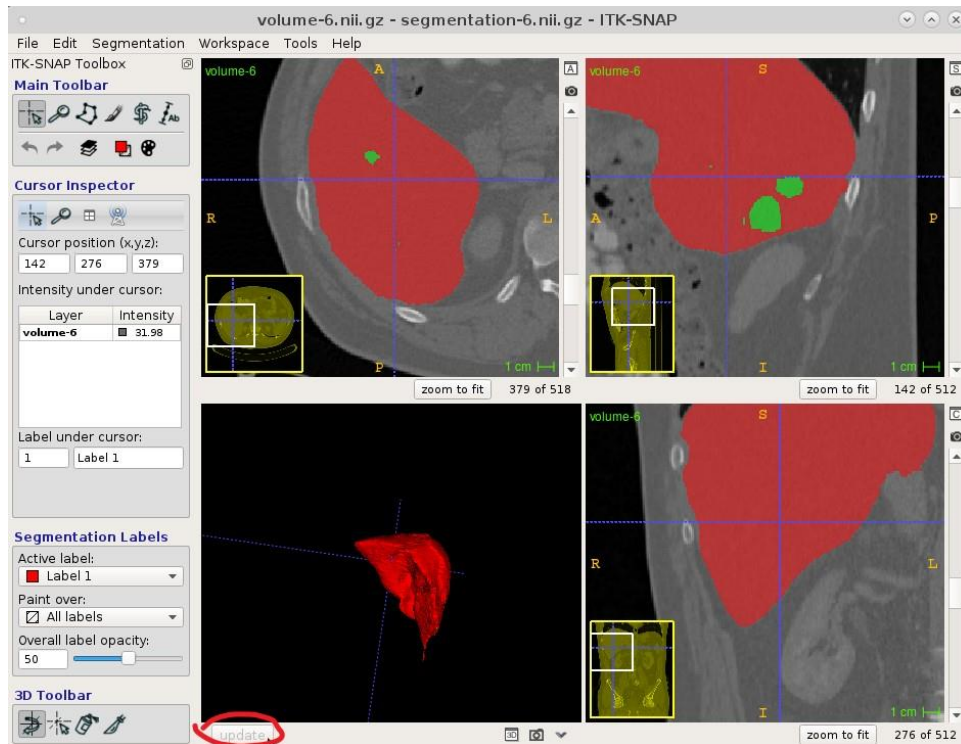 volume-6.nii.gz - segmentation-6.nii.gz - ITK-SNAP
File Edit Segmentation Workspace Tools Help
ITK-SNAP Toolbox
Main Toolbar
Ab
Cursor Inspector
Cursor position (x,y,z):
142 276 379
Intensity under cursor:
Layer Intensity
volume-6 31.98
Label under cursor:
1 Label 1
Segmentation Labels
Active label:
Label 1
Paint over:
All labels
Overall label opacity:
50
3D Toolbar
volume-6
A
R
L
P
1 cm
A
zoom to fit 379 of 518
volume-6
S
A
P
I
1 cm
S
zoom to fit 142 of 512
update
3D
volume-6
S
R
L
I
1 cm
C
zoom to fit 276 of 512